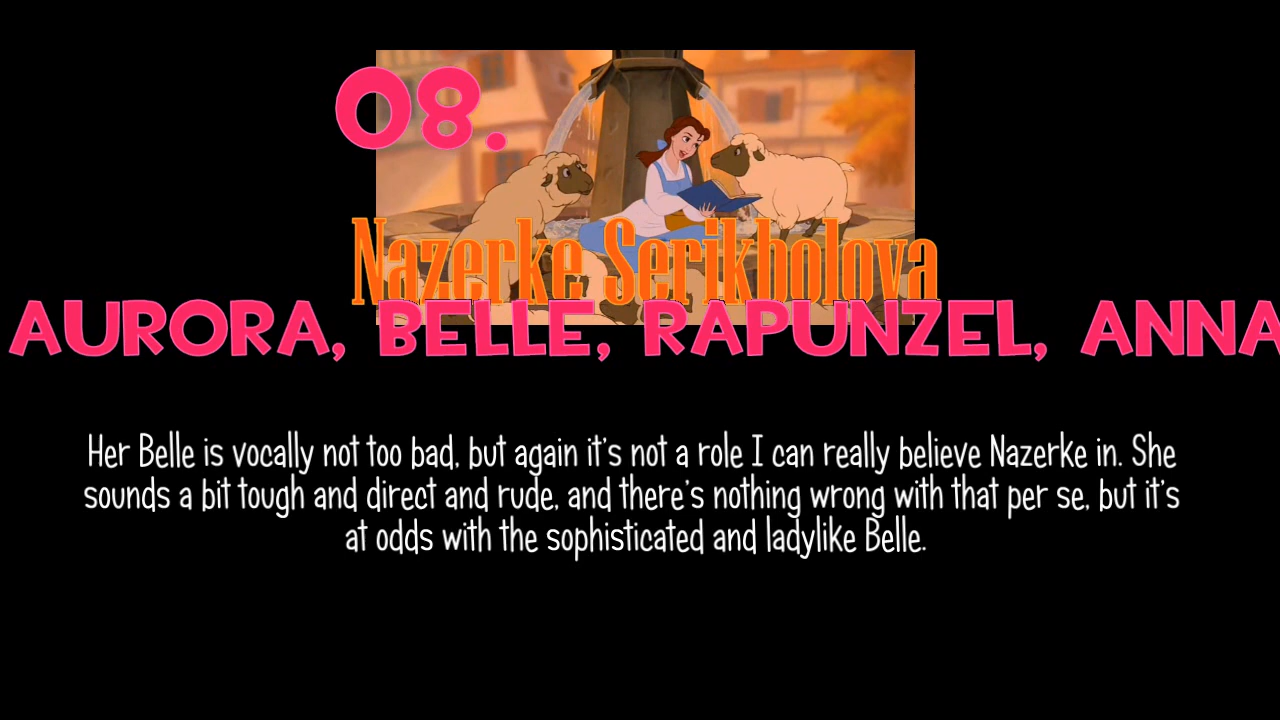 08.
Nazerke Serikbolova
AURORA, BELLE, RAPUNZEL, ANNA
Her Belle is vocally not too bad, but again it's not a role I can really believe Nazerke in. She
sounds a bit tough and direct and rude, and there's nothing wrong with that per se, but it's
at odds with the sophisticated and ladylike Belle.